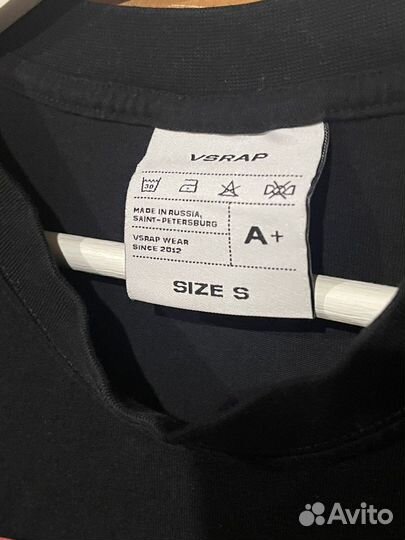 VSRAP
30
MADE IN RUSSIA,
SAINT-PETERSBURG
VSRAP WEAR
SINCE 2012
A+
SIZE S
Avito